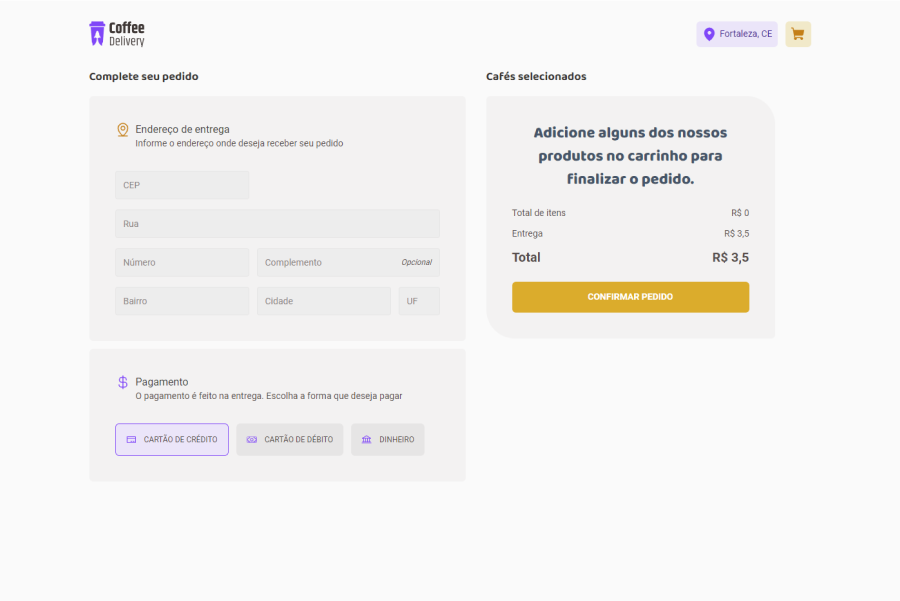 Coffee
Delivery
Fortaleza, CE
Complete seu pedido
Endereço de entrega
Informe o endereço onde deseja receber seu pedido
CEP
Rua
Número
Complemento Opcional
Bairro
Cidade
UF
Pagamento
O pagamento é feito na entrega. Escolha a forma que deseja pagar
CARTÃO DE CRÉDITO
CARTÃO DE DÉBITO
DINHEIRO
Cafés selecionados
Adicione alguns dos nossos
produtos no carrinho para
finalizar o pedido.
Total de itens R$ 0
Entrega R$ 3,5
Total R$ 3,5
CONFIRMAR PEDIDO